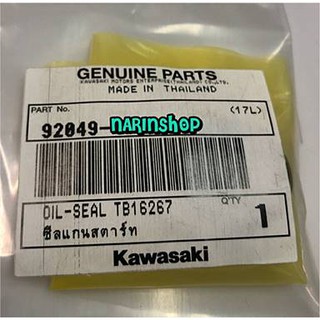 GENUINE PARTS
KAWASAKI MOTORS ENTERPRISE(THAILAND)CO.,LTD.
MADE IN THAILAND
PART No. (17L)
92049-
NARINSHOP
OIL-SEAL TB16267 Q'TY
ซีลแกนสตาร์ท 1
Kawasaki